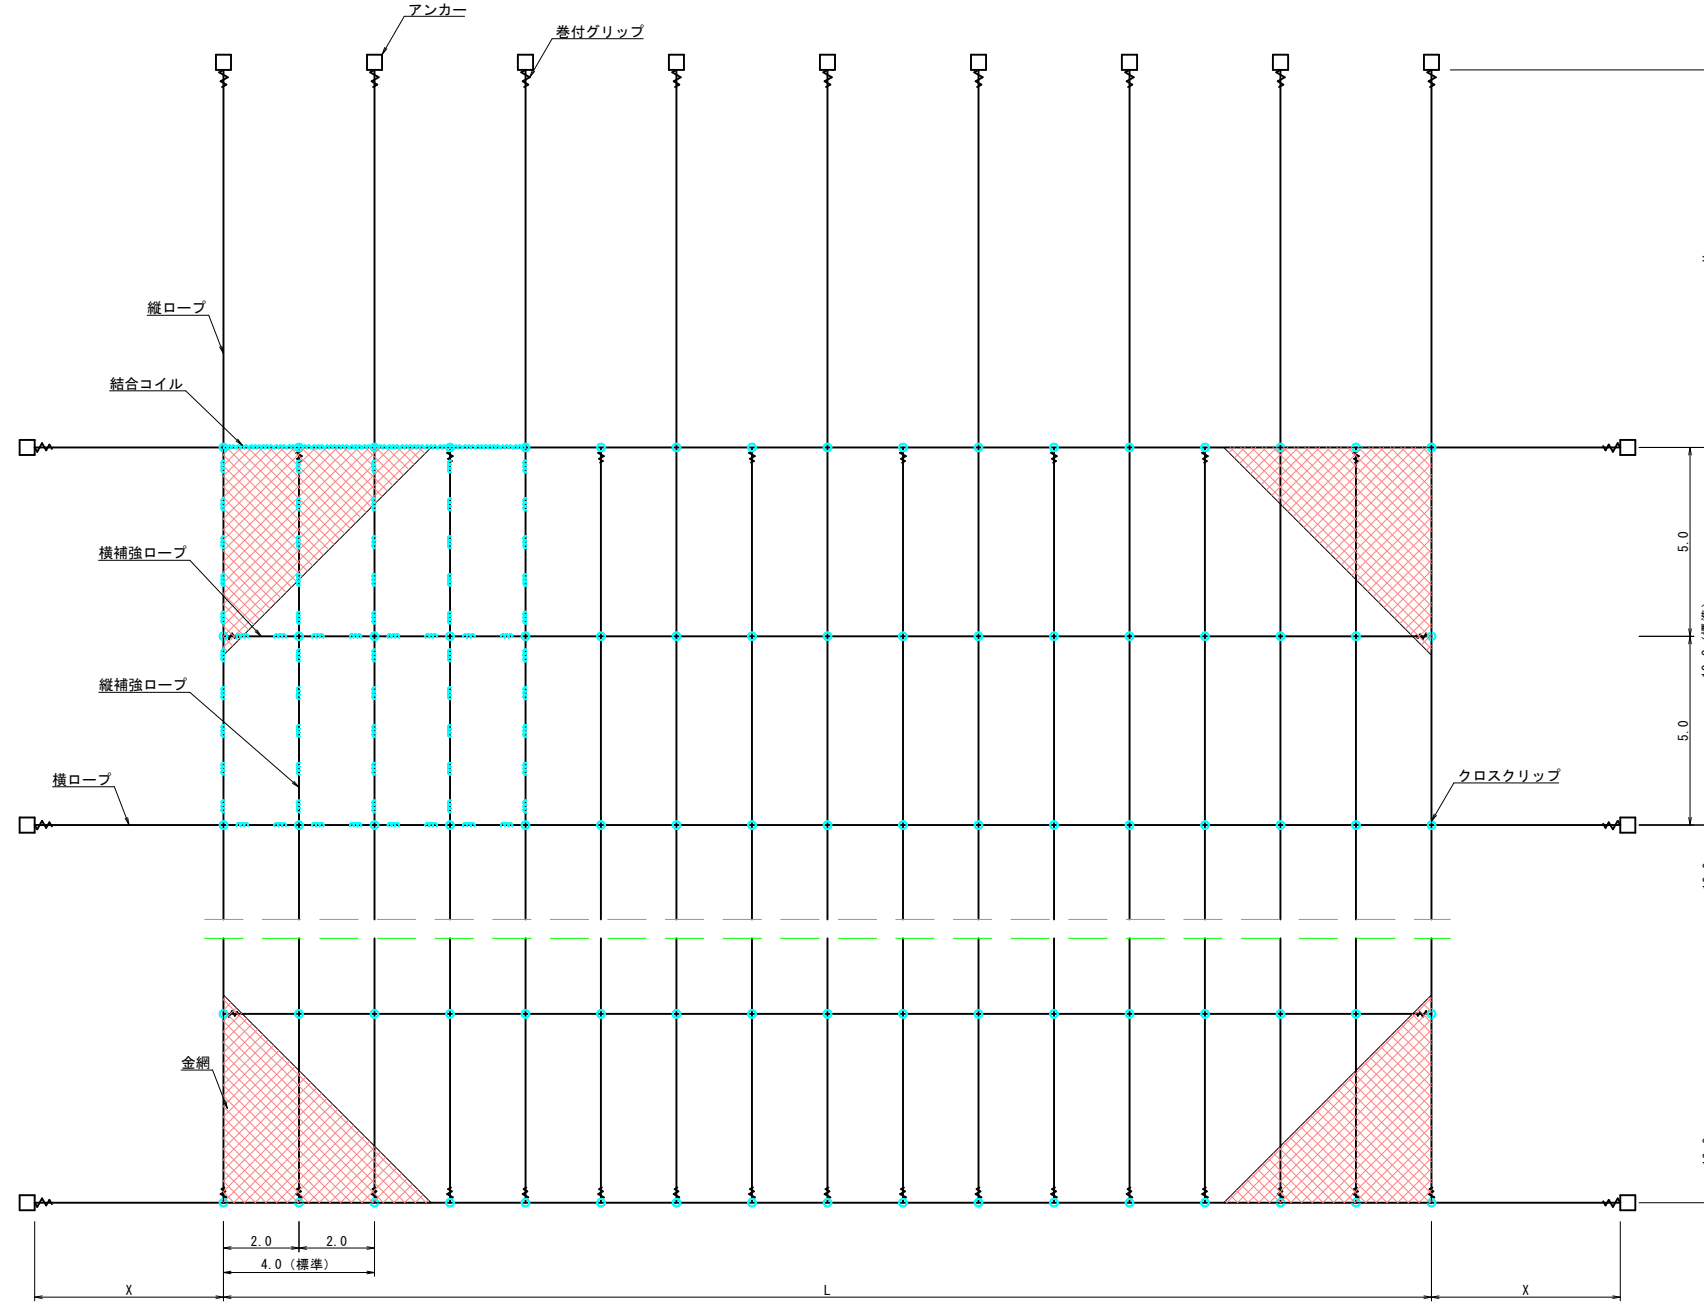 アンカー
巻付グリップ
縦ロープ
結合コイル
横補強ロープ
5.0
縦補強ロープ
5.0
横ロープ
クロスクリップ
金網
2.0
2.0
4.0（標準）
X
L
X